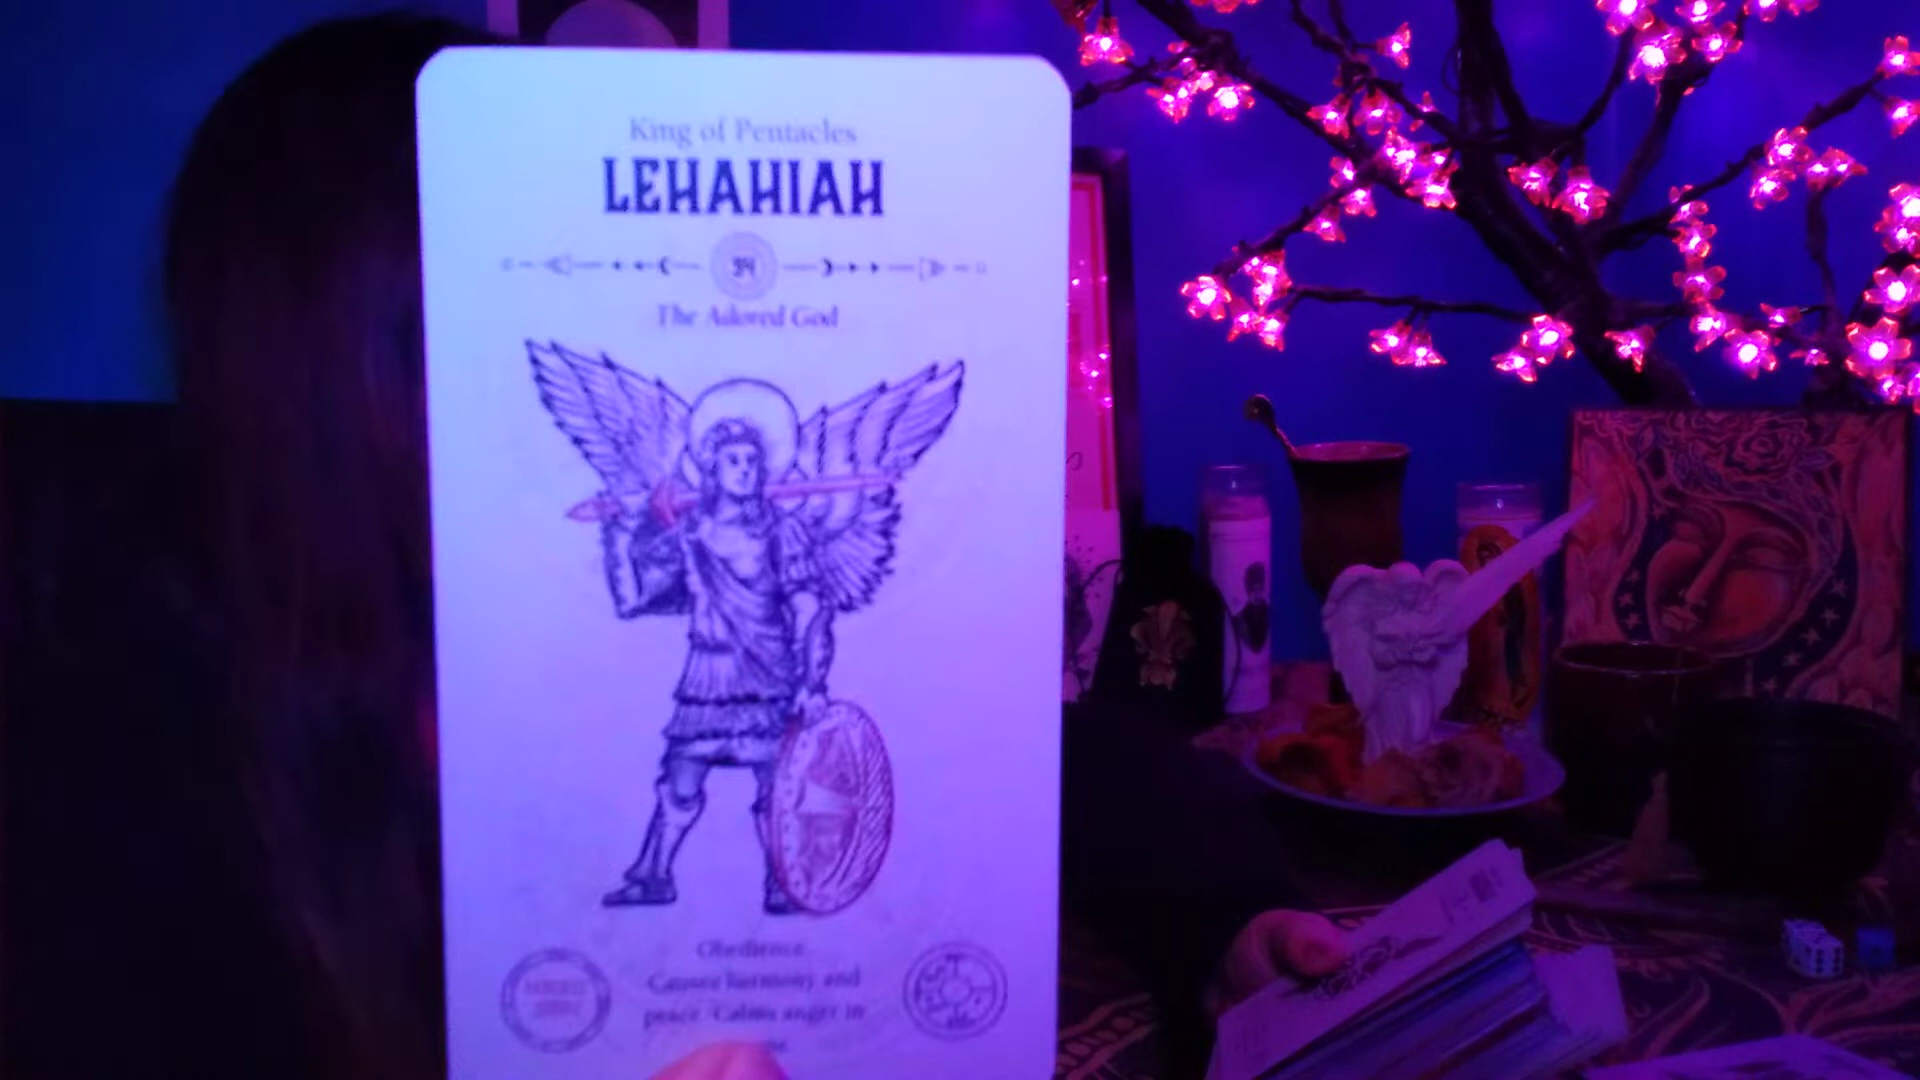 King of Pentacles
LEHAHIAH
34
The Adored God
Obedience.
Causes harmony and
peace. Calms anger in